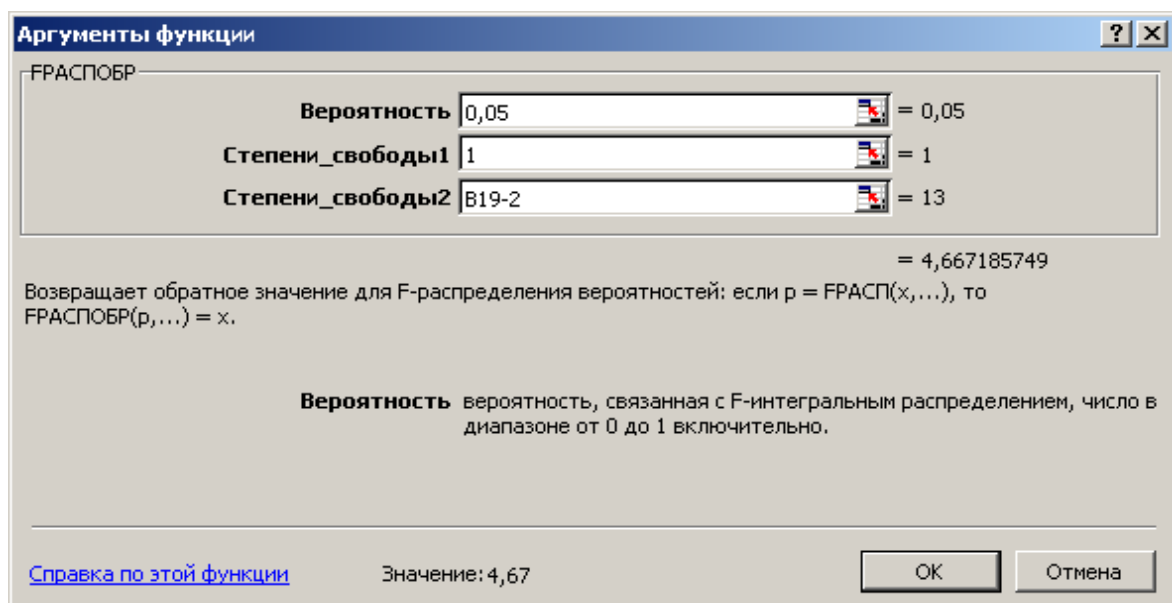 Аргументы функции
FРАСПОБР
Вероятность 0,05 = 0,05
Степени_свободы1 1 = 1
Степени_свободы2 B19-2 = 13
= 4,667185749
Возвращает обратное значение для F-распределения вероятностей: если p = FРАСП(x,...), то
FРАСПОБР(p,...) = x.
Вероятность вероятность, связанная с F-интегральным распределением, число в
диапазоне от 0 до 1 включительно.
Справка по этой функции Значение:4,67 OK Отмена